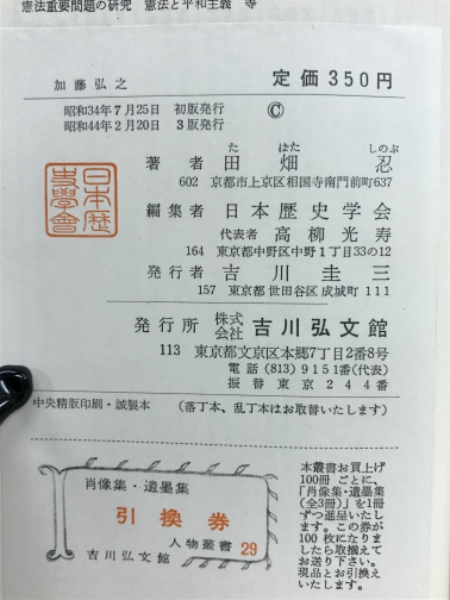 憲法重要問題の研究 憲法と平和主義 等
加藤弘之
定価350円
昭和34年7月25日 初版発行
昭和44年2月20日 3版発行
Ⓒ
た はた しのぶ
著者 田畑忍
602 京都市上京区相国寺南門前町637
編集者 日本歴史学会
代表者 高柳光寿
164 東京都中野区中野1丁目33の12
発行者 吉川圭三
157 東京都世田谷区成城町111
発行所 株式会社 吉川弘文館
113 東京都文京区本郷7丁目2番8号
電話(813)9151番(代表)
振替東京244番
日本歴史學會
中央精版印刷・誠製本 (落丁本、乱丁本はお取替いたします)
肖像集・遺墨集
引換券
人物叢書 29
吉川弘文館
本叢書お買上げ
100冊ごとに、
「肖像集・遺墨集
(全3冊)」を1冊
ずつ進呈いたし
ます。この券が
100枚になりま
したら取揃えて
お送り下さい。
現品とお引換え
いたします。